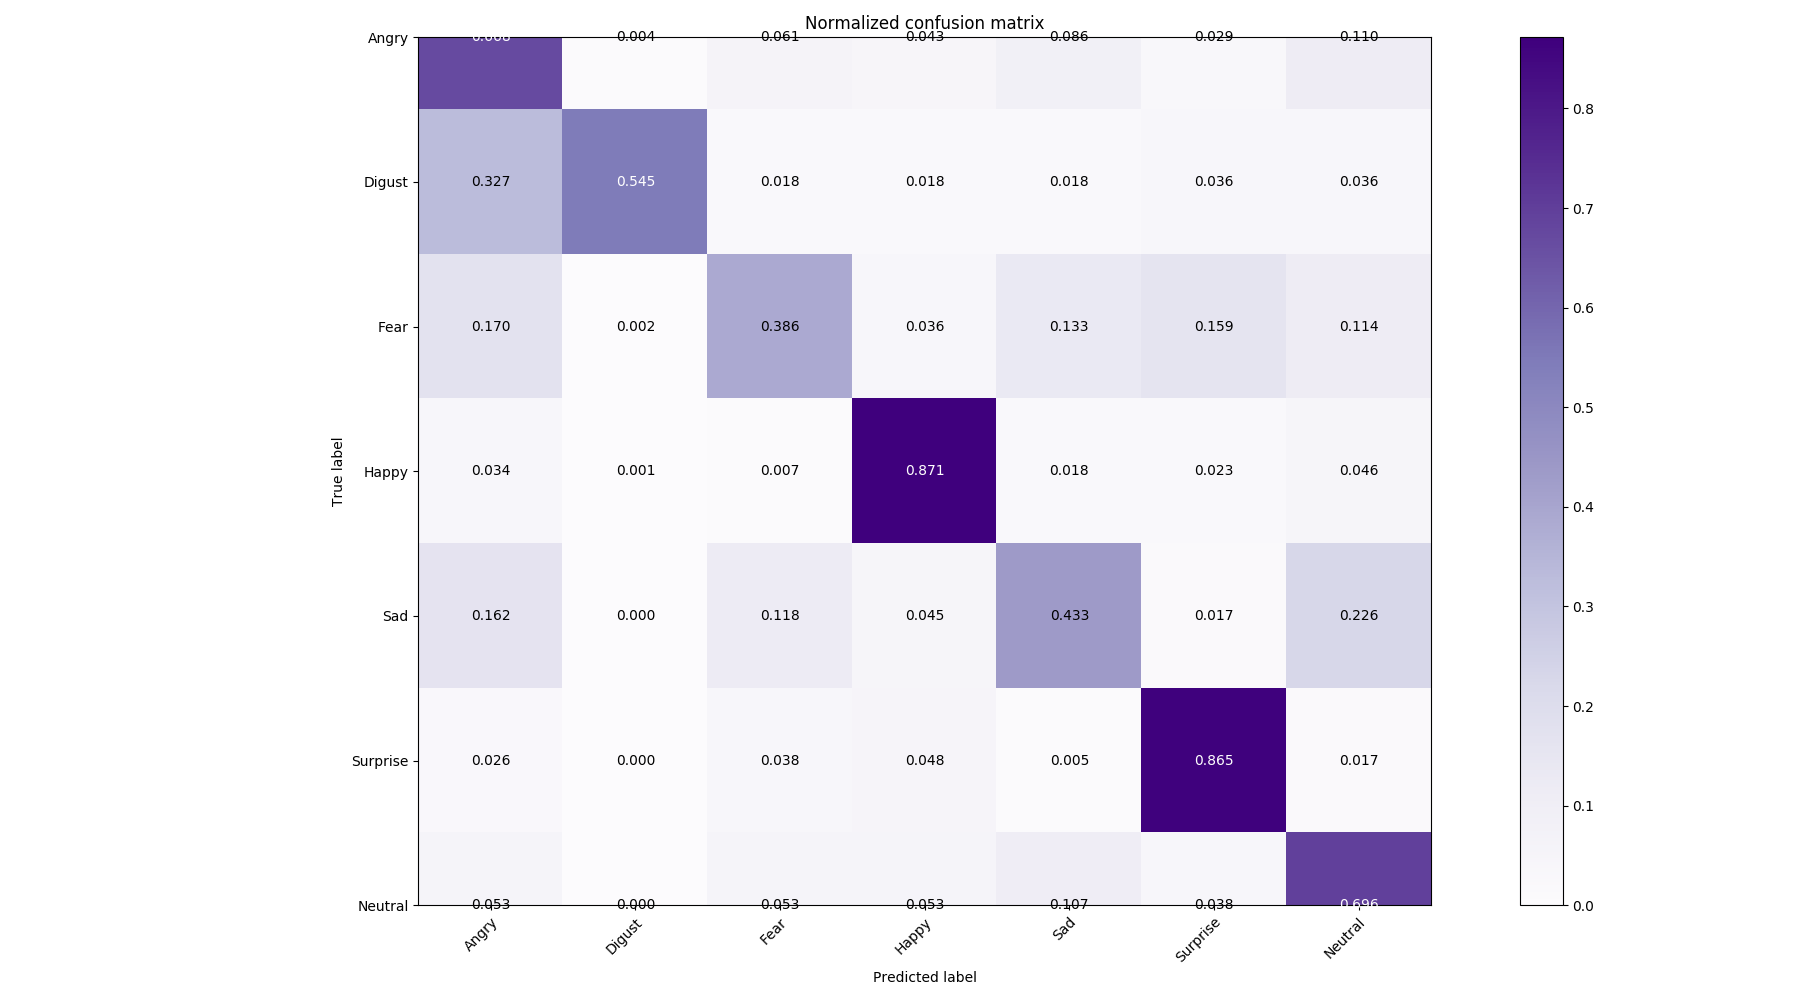 Normalized confusion matrix
Angry 0.004 0.061 0.043 0.086 0.029 0.110
Digust 0.327 0.545 0.018 0.018 0.018 0.036 0.036
Fear 0.170 0.002 0.386 0.036 0.133 0.159 0.114
Happy 0.034 0.001 0.007 0.871 0.018 0.023 0.046
Sad 0.162 0.000 0.118 0.045 0.433 0.017 0.226
Surprise 0.026 0.000 0.038 0.048 0.005 0.865 0.017
Neutral 0.053 0.000 0.053 0.053 0.107 0.038 0.696
True label
Angry Digust Fear Happy Sad Surprise Neutral
Predicted label
0.8
0.7
0.6
0.5
0.4
0.3
0.2
0.1
0.0